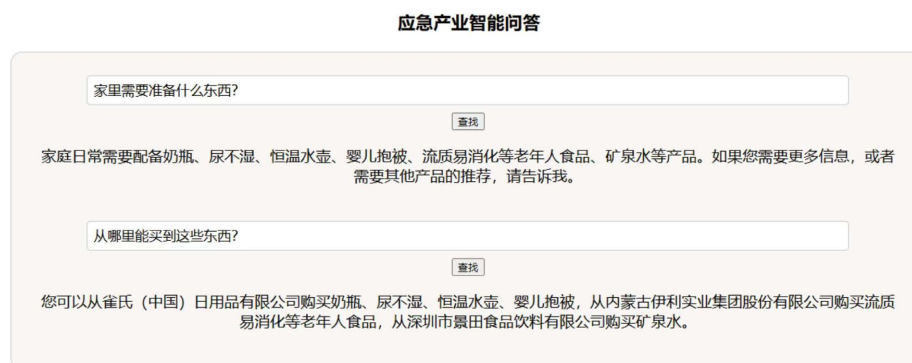 应急产业智能问答
家里需要准备什么东西?
查找
家庭日常需要配备奶瓶、尿不湿、恒温水壶、婴儿抱被、流质易消化等老年人食品、矿泉水等产品。如果您需要更多信息，或者
需要其他产品的推荐，请告诉我。
从哪里能买到这些东西?
查找
您可以从雀氏（中国）日用品有限公司购买奶瓶、尿不湿、恒温水壶、婴儿抱被，从内蒙古伊利实业集团股份有限公司购买流质
易消化等老年人食品，从深圳市景田食品饮料有限公司购买矿泉水。